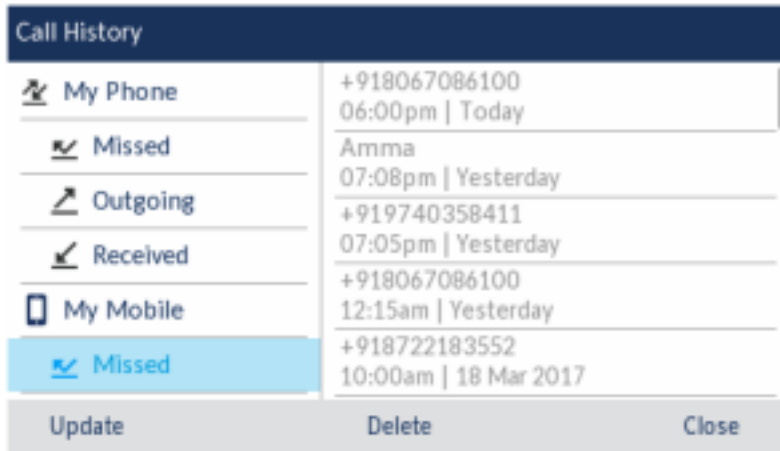 Call History
My Phone
Missed
Outgoing
Received
My Mobile
Missed
+918067086100
06:00pm | Today
Amma
07:08pm | Yesterday
+919740358411
07:05pm | Yesterday
+918067086100
12:15am | Yesterday
+918722183552
10:00am | 18 Mar 2017
Update
Delete
Close